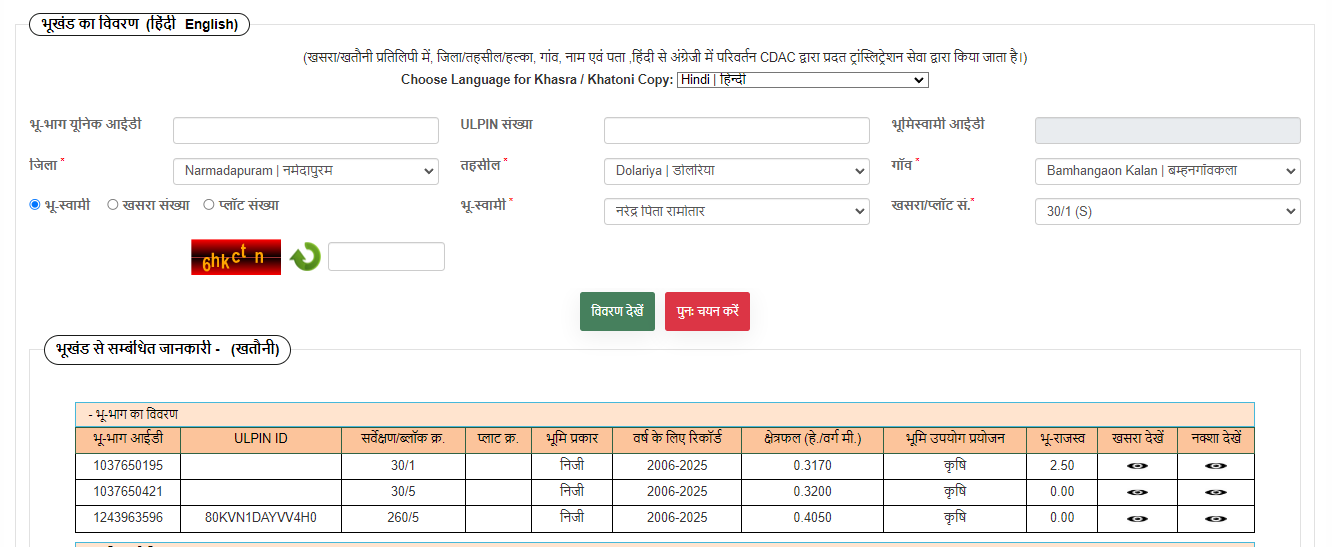 भूखंड का विवरण (हिंदी English)
(खसरा/खतौनी प्रतिलिपी में, जिला/तहसील/हल्का, गांव, नाम एवं पता ,हिंदी से अंग्रेजी में परिवर्तन CDAC द्वारा प्रदत ट्रांस्लिट्रेशन सेवा द्वारा किया जाता है।)
Choose Language for Khasra / Khatoni Copy: Hindi | हिन्दी
भू-भाग यूनिक आईडी ULPIN संख्या भूमिस्वामी आईडी
जिला * Narmadapuram | नर्मदापुरम तहसील * Dolariya | डोलरिया गाँव * Bamhangaon Kalan | बम्हनगाँवकला
भू-स्वामी खसरा संख्या प्लॉट संख्या भू-स्वामी * नरेंद्र पिता रामोतार खसरा/प्लॉट सं.* 30/1 (S)
6hkctn
विवरण देखें पुनः चयन करें
भूखंड से सम्बंधित जानकारी - (खतौनी)
- भू-भाग का विवरण
भू-भाग आईडी ULPIN ID सर्वेक्षण/ब्लॉक क्र. प्लाट क्र. भूमि प्रकार वर्ष के लिए रिकॉर्ड क्षेत्रफल (हे./वर्ग मी.) भूमि उपयोग प्रयोजन भू-राजस्व खसरा देखें नक्शा देखें
1037650195 30/1 निजी 2006-2025 0.3170 कृषि 2.50
1037650421 30/5 निजी 2006-2025 0.3200 कृषि 0.00
1243963596 80KVN1DAYVV4H0 260/5 निजी 2006-2025 0.4050 कृषि 0.00